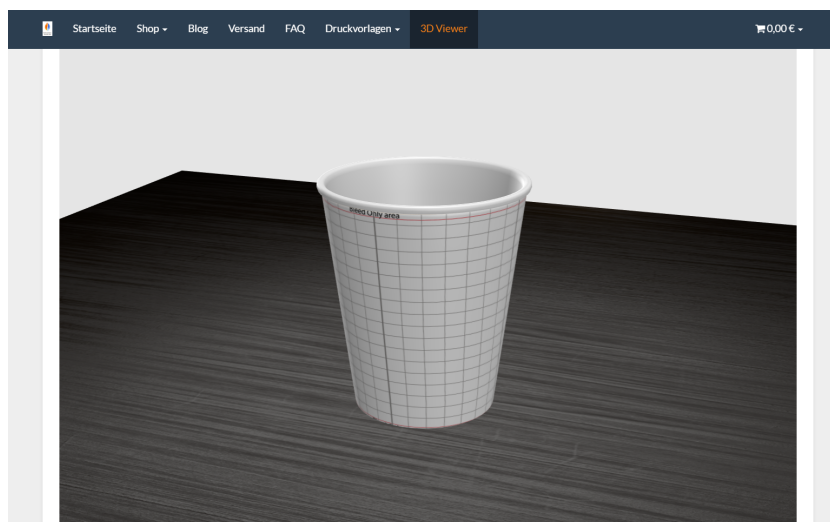 Startseite Shop Blog Versand FAQ Druckvorlagen 3D Viewer 0,00 €
Bleed Only area